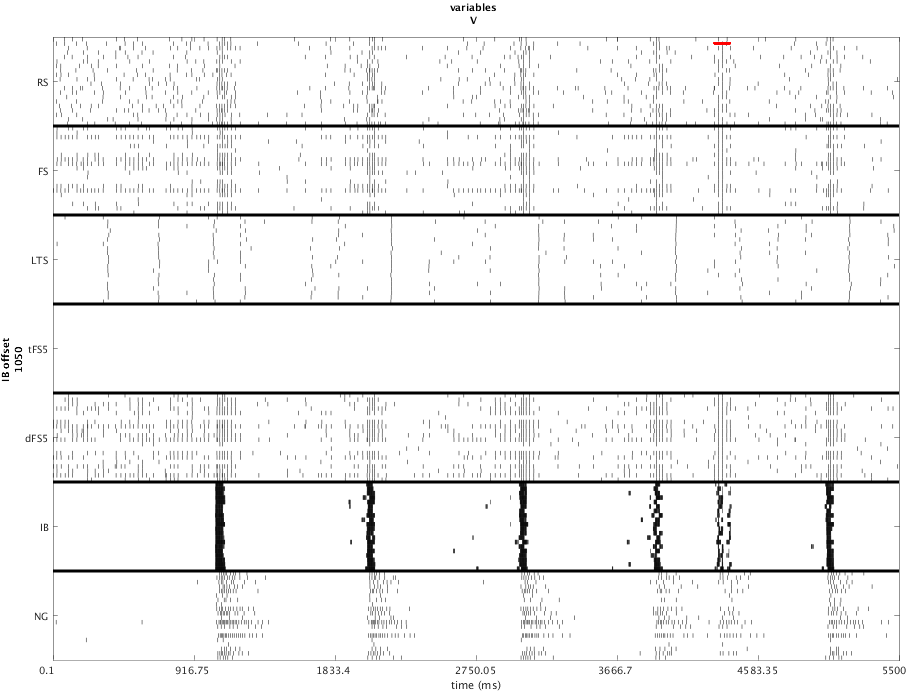 variables
V
RS
FS
LTS
tFS5
dFS5
IB
NG
IB offset
1050
0.1 916.75 1833.4 2750.05 3666.7 4583.35 5500
time (ms)